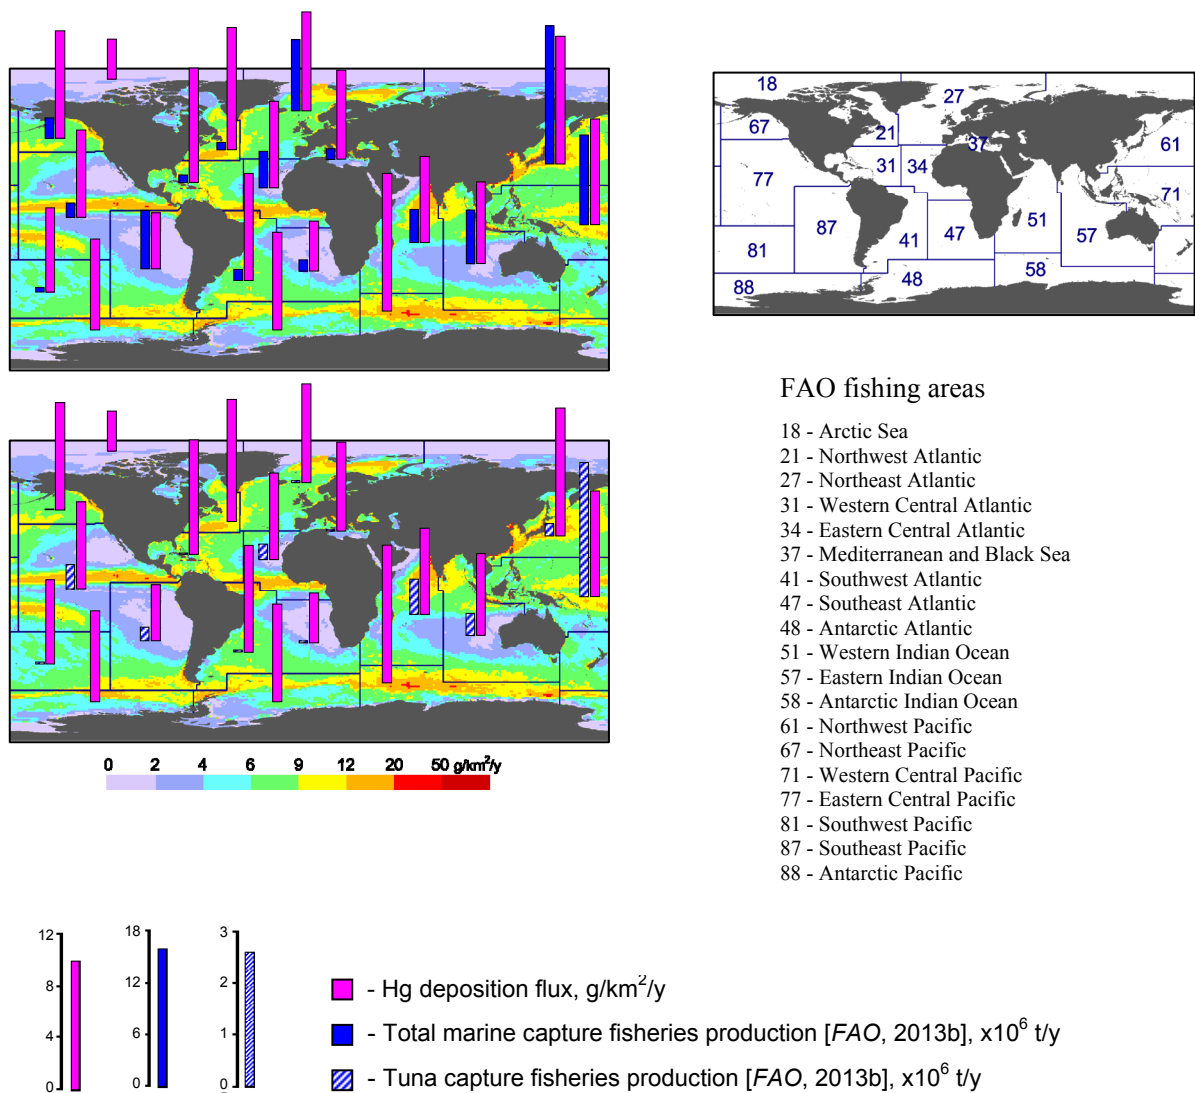 18
27
67
21
37
61
31
34
77
71
87
51
41
47
57
81
58
48
88
FAO fishing areas
18 - Arctic Sea
21 - Northwest Atlantic
27 - Northeast Atlantic
31 - Western Central Atlantic
34 - Eastern Central Atlantic
37 - Mediterranean and Black Sea
41 - Southwest Atlantic
47 - Southeast Atlantic
48 - Antarctic Atlantic
51 - Western Indian Ocean
57 - Eastern Indian Ocean
58 - Antarctic Indian Ocean
61 - Northwest Pacific
67 - Northeast Pacific
71 - Western Central Pacific
77 - Eastern Central Pacific
81 - Southwest Pacific
87 - Southeast Pacific
88 - Antarctic Pacific
0 2 4 6 9 12 20 50 g/km²/y
12
8
4
0
18
12
6
0
3
2
1
0
- Hg deposition flux, g/km²/y
- Total marine capture fisheries production [FAO, 2013b], x10⁶ t/y
- Tuna capture fisheries production [FAO, 2013b], x10⁶ t/y